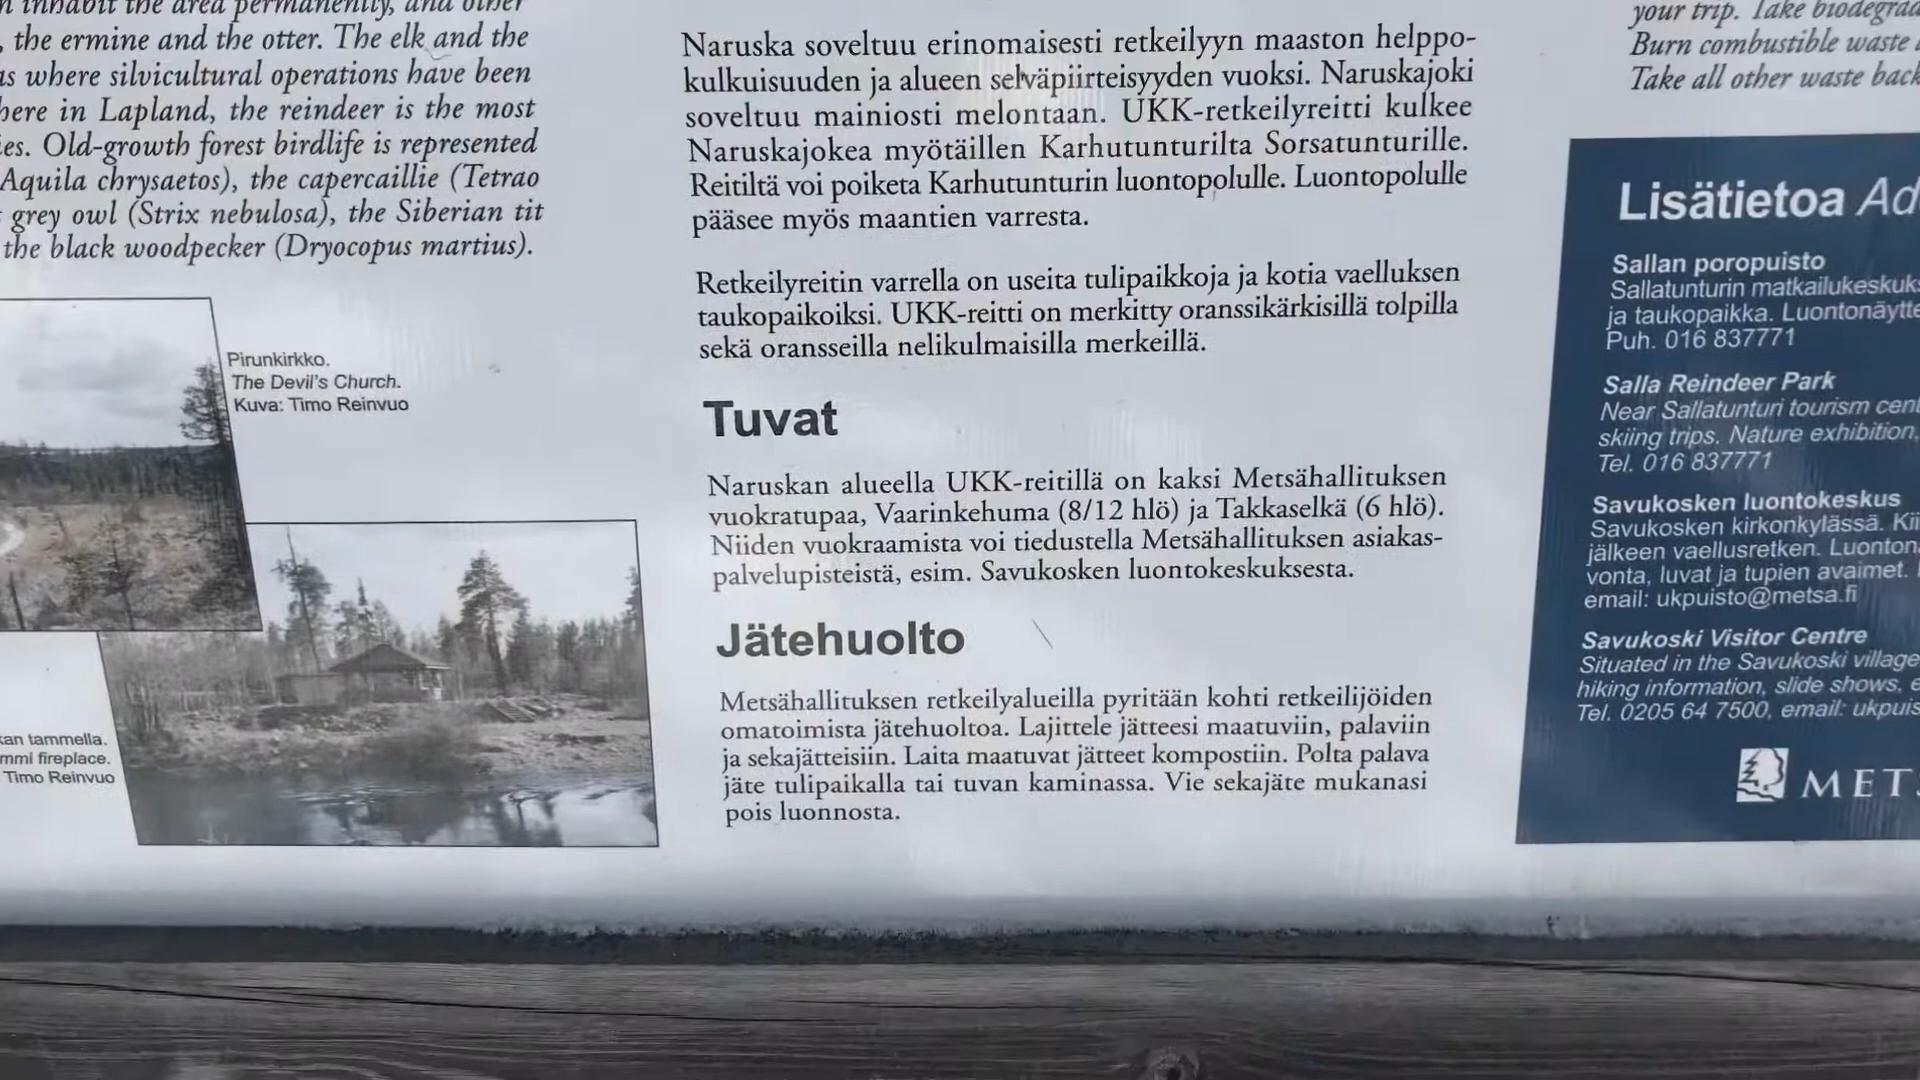 inhabit the area permanently, and other
, the ermine and the otter. The elk and the
as where silvicultural operations have been
here in Lapland, the reindeer is the most
ies. Old-growth forest birdlife is represented
Aquila chrysaetos), the capercaillie (Tetrao
grey owl (Strix nebulosa), the Siberian tit
the black woodpecker (Dryocopus martius).
Pirunkirkko.
The Devil's Church.
Kuva: Timo Reinvuo
kan tammella.
mmi fireplace.
Timo Reinvuo
Naruska soveltuu erinomaisesti retkeilyyn maaston helppo-
kulkuisuuden ja alueen selväpiirteisyyden vuoksi. Naruskajoki
soveltuu mainiosti melontaan. UKK-retkeilyreitti kulkee
Naruskajokea myötäillen Karhutunturilta Sorsatunturille.
Reitiltä voi poiketa Karhutunturin luontopolulle. Luontopolulle
pääsee myös maantien varresta.
Retkeilyreitin varrella on useita tulipaikkoja ja kotia vaelluksen
taukopaikoiksi. UKK-reitti on merkitty oranssikärkisillä tolpilla
sekä oransseilla nelikulmaisilla merkeillä.
Tuvat
Naruskan alueella UKK-reitillä on kaksi Metsähallituksen
vuokratupaa, Vaarinkehuma (8/12 hlö) ja Takkaselkä (6 hlö).
Niiden vuokraamista voi tiedustella Metsähallituksen asiakas-
palvelupisteistä, esim. Savukosken luontokeskuksesta.
Jätehuolto
Metsähallituksen retkeilyalueilla pyritään kohti retkeilijöiden
omatoimista jätehuoltoa. Lajittele jätteesi maatuviin, palaviin
ja sekajätteisiin. Laita maatuvat jätteet kompostiin. Polta palava
jäte tulipaikalla tai tuvan kaminassa. Vie sekajäte mukanasi
pois luonnosta.
your trip. Take biodegrad
Burn combustible waste
Take all other waste back
Lisätietoa Ad
Sallan poropuisto
Sallatunturin matkailukeskuks
ja taukopaikka. Luontonäytte
Puh. 016 837771
Salla Reindeer Park
Near Sallatunturi tourism cent
skiing trips. Nature exhibition,
Tel. 016 837771
Savukosken luontokeskus
Savukosken kirkonkylässä. Kii
jälkeen vaellusretken. Luonton
vonta, luvat ja tupien avaimet.
email: ukpuisto@metsa.fi
Savukoski Visitor Centre
Situated in the Savukoski village
hiking information, slide shows, e
Tel. 0205 64 7500, email: ukpuis
METS